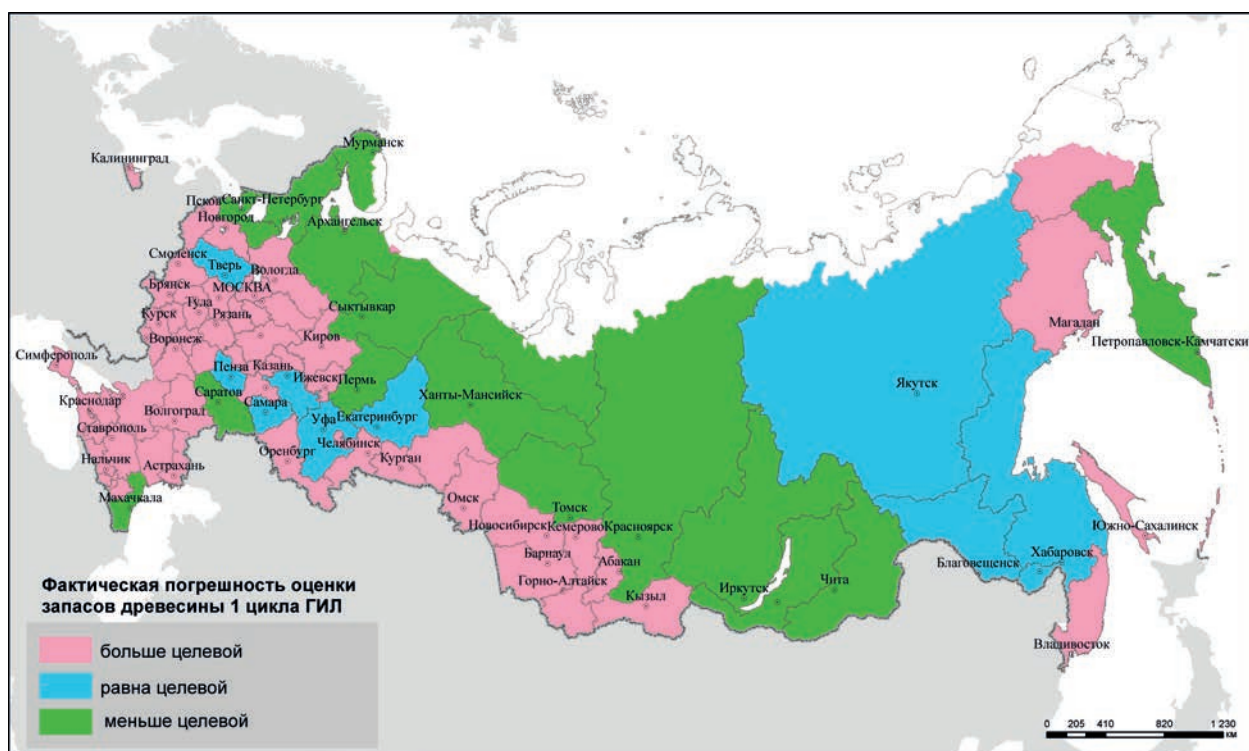 Мурманск
Калининград
Псков
Санкт-Петербург
Новгород
Архангельск
Смоленск
Тверь
Вологда
Брянск
МОСКВА
Тула
Сыктывкар
Курск
Рязань
Магадан
Воронеж
Киров
Петропавловск-Камчатский
Симферополь
Пенза
Казань
Ижевск
Пермь
Ханты-Мансийск
Якутск
Саратов
Краснодар
Волгоград
Самара
Уфа
Екатеринбург
Ставрополь
Челябинск
Оренбург
Курган
Нальчик
Астрахань
Махачкала
Омск
Томск
Новосибирск
Кемерово
Красноярск
Южно-Сахалинск
Барнаул
Абакан
Хабаровск
Благовещенск
Горно-Алтайск
Иркутск
Чита
Кызыл
Владивосток
Фактическая погрешность оценки
запасов древесины 1 цикла ГИЛ
больше целевой
равна целевой
меньше целевой
0 205 410 820 1 230
км